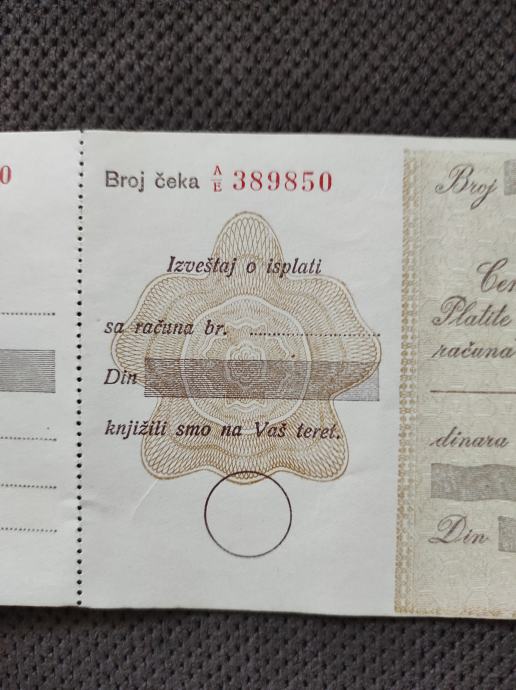 0
Broj čeka A/E 389850
Izveštaj o isplati
sa računa br.
Din
knjižili smo na Vaš teret.
Broj
Platite
računa
dinara
Din